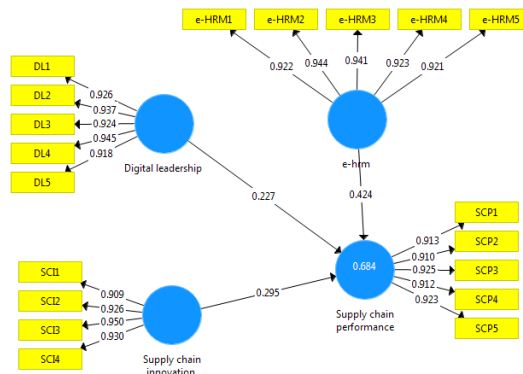 e-HRM1
e-HRM2
e-HRM3
e-HRM4
e-HRM5
0.922
0.944
0.941
0.923
0.921
e-hrm
DL1
DL2
DL3
DL4
DL5
0.926
0.937
0.924
0.945
0.918
Digital leadership
0.227
0.424
SCI1
SCI2
SCI3
SCI4
0.909
0.926
0.950
0.930
Supply chain
innovation
0.295
0.684
Supply chain
performance
0.913
0.910
0.925
0.912
0.923
SCP1
SCP2
SCP3
SCP4
SCP5